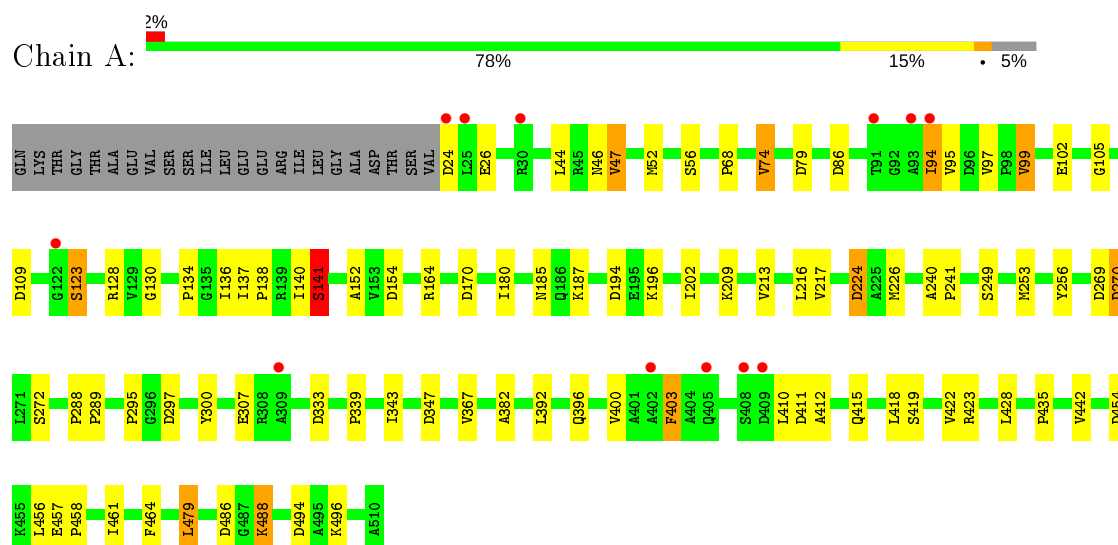 2%
Chain A:
78% 15% • 5%
GLN LYS THR GLY THR ALA GLU VAL SER SER ILE LEU GLU GLU ARG ILE LEU GLY ALA ASP THR SER VAL D24 L25 E26 R30 L44 R45 N46 V47 M52 S56 P68 V74 D79 D86 T91 G92 A93 I94 V95 D96 V97 P98 V99 E102 G105
D109 G122 S123 R128 V129 G130 P134 G135 I136 I137 P138 R139 I140 S141 A152 V153 D154 R164 D170 I180 N185 Q186 K187 D194 E195 K196 I202 K209 V213 L216 V217 D224 A225 M226 A240 P241 S249 M253 Y256 D269 D270
L271 S272 P288 P289 P295 G296 D297 Y300 E307 R308 A309 D333 P339 I343 D347 V367 A382 L392 Q396 V400 A401 A402 F403 A404 Q405 S408 D409 L410 D411 A412 Q415 L418 S419 V422 R423 L428 P435 V442 D454
K455 L456 E457 P458 I461 F464 L479 D486 G487 K488 D494 A495 K496 A510